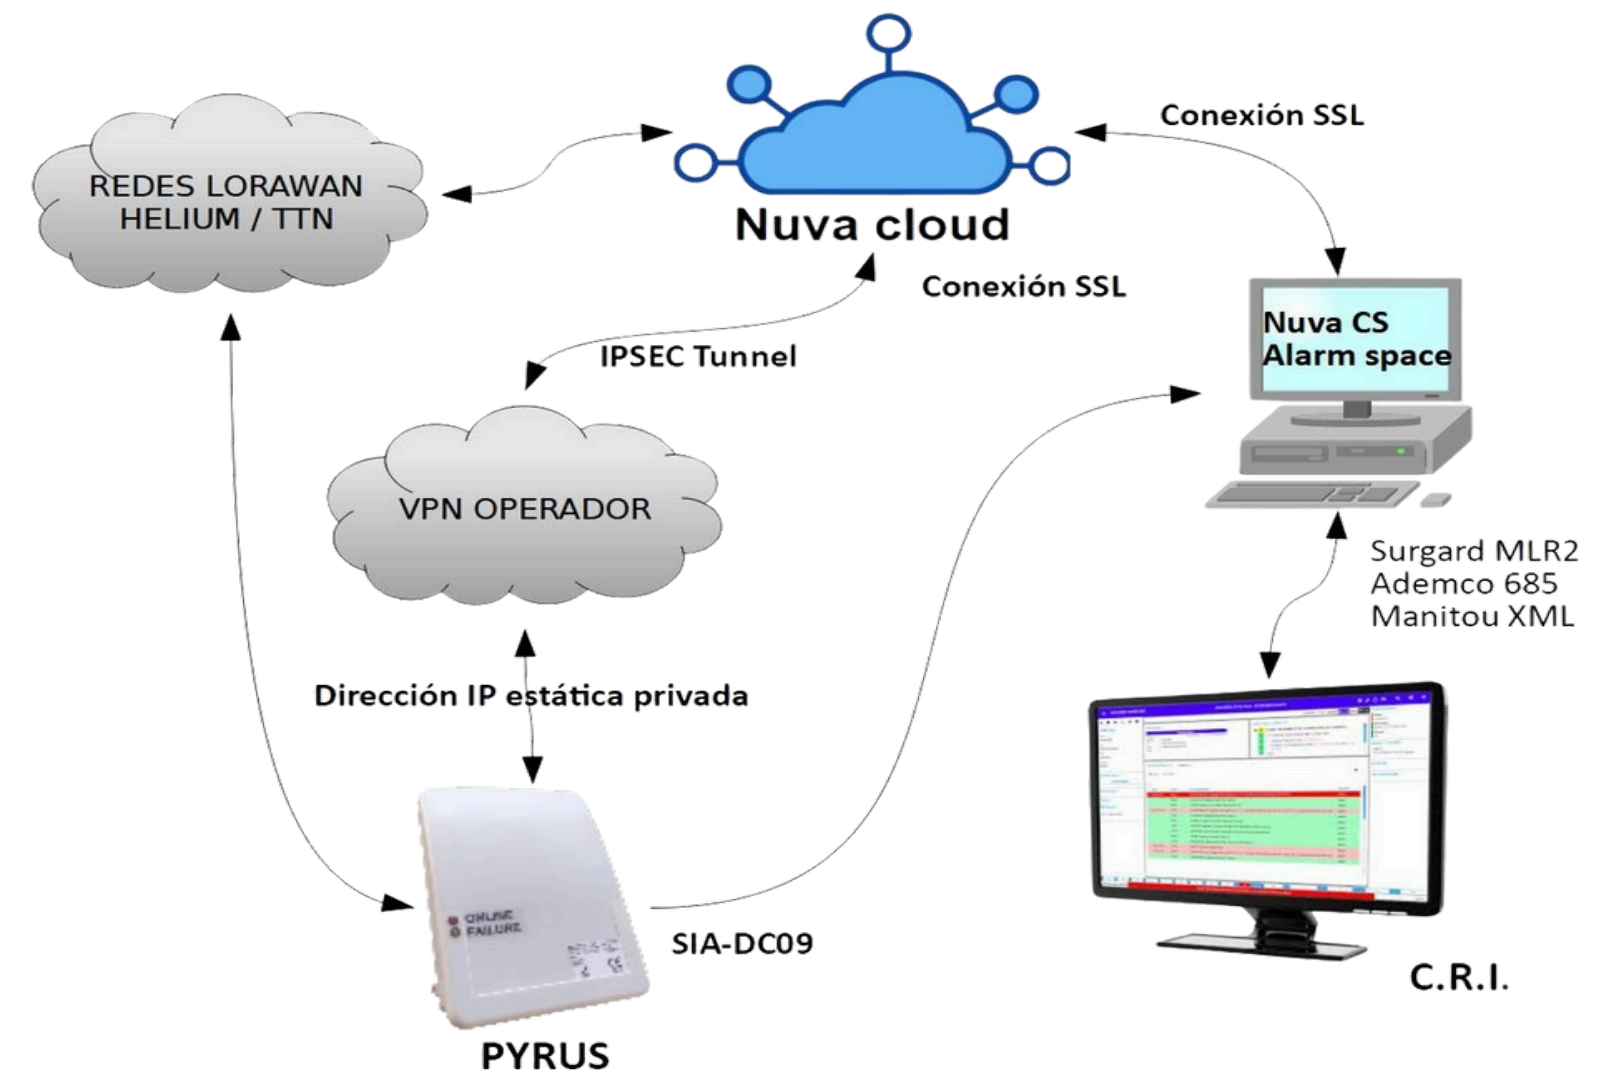 Conexión SSL
REDES LORAWAN
HELIUM / TTN
Nuva cloud
Conexión SSL
Nuva CS
Alarm space
IPSEC Tunnel
VPN OPERADOR
Surgard MLR2
Ademco 685
Manitou XML
Dirección IP estática privada
ONLINE
FAILURE
SIA-DC09
C.R.I.
PYRUS